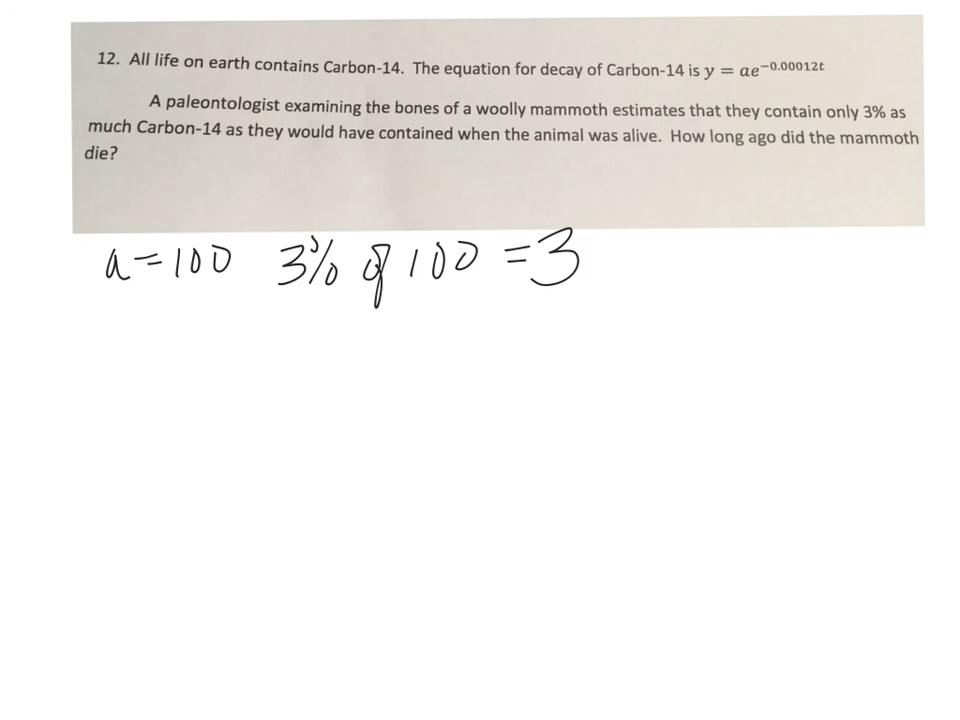 12. All life on earth contains Carbon-14. The equation for decay of Carbon-14 is y = ae^−0.00012t
A paleontologist examining the bones of a woolly mammoth estimates that they contain only 3% as
much Carbon-14 as they would have contained when the animal was alive. How long ago did the mammoth
die?
a=100 3% of 100 =3